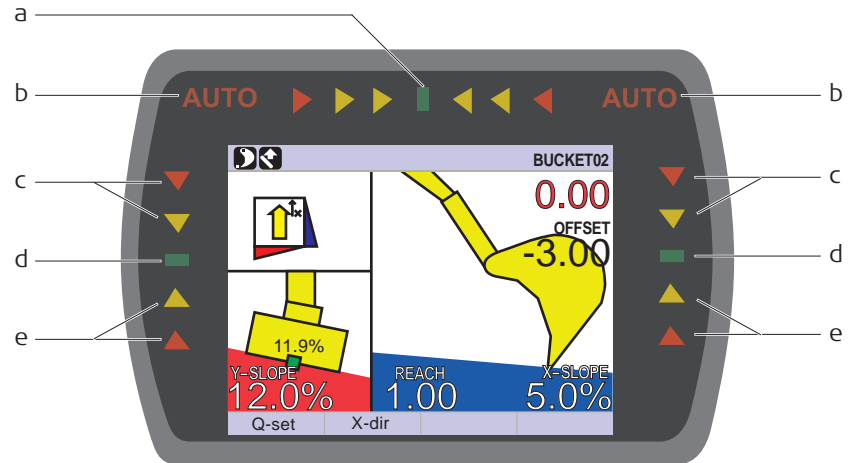 a
b AUTO AUTO b
BUCKET02
c 0.00 c
x
OFFSET
-3.00
d d
e e
11.9%
Y-SLOPE REACH X-SLOPE
12.0% 1.00 5.0%
Q-set X-dir